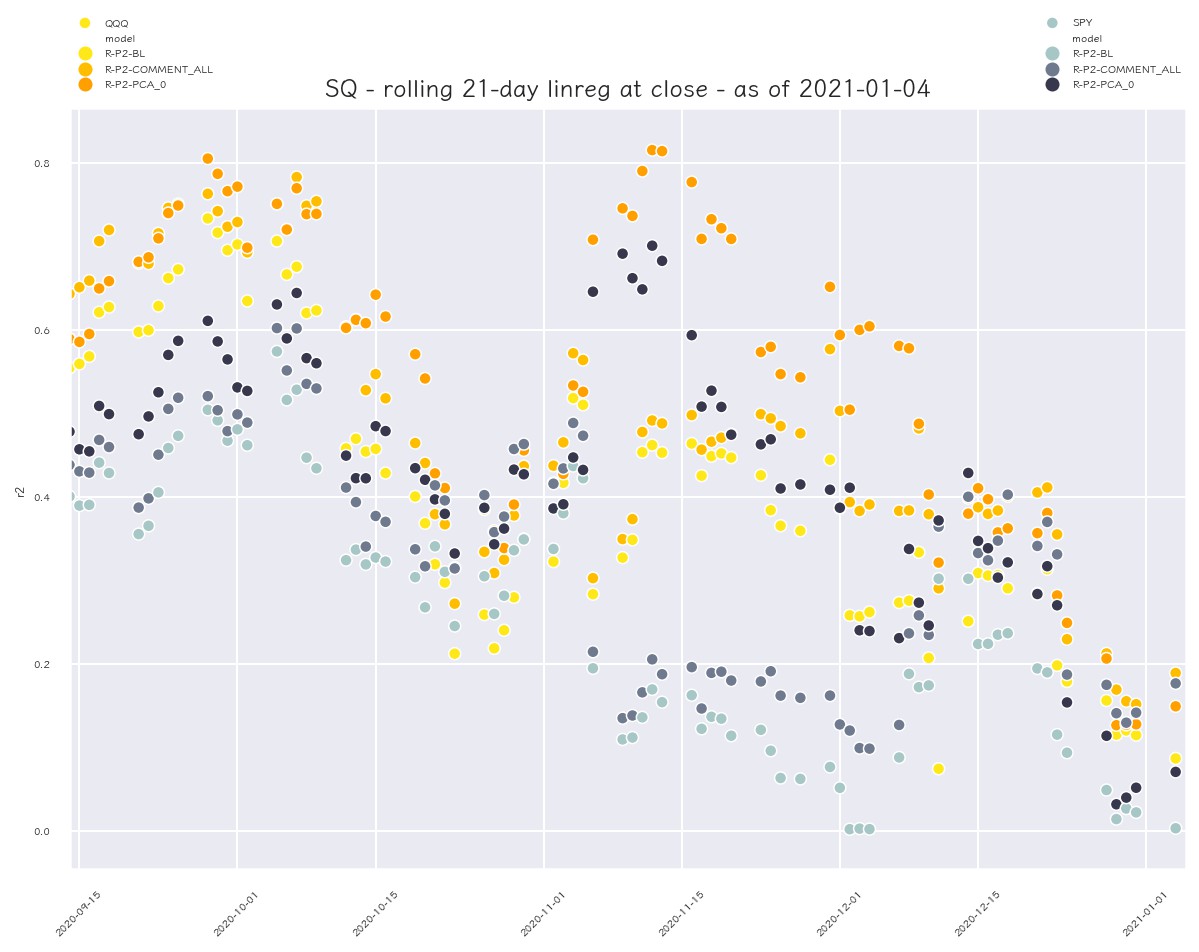 QQQ
model
R-P2-BL
R-P2-COMMENT_ALL
R-P2-PCA_0
SPY
model
R-P2-BL
R-P2-COMMENT_ALL
R-P2-PCA_0
SQ - rolling 21-day linreg at close - as of 2021-01-04
0.8
0.6
0.4
0.2
0.0
r2
2020-09-15
2020-10-01
2020-10-15
2020-11-01
2020-11-15
2020-12-01
2020-12-15
2021-01-01